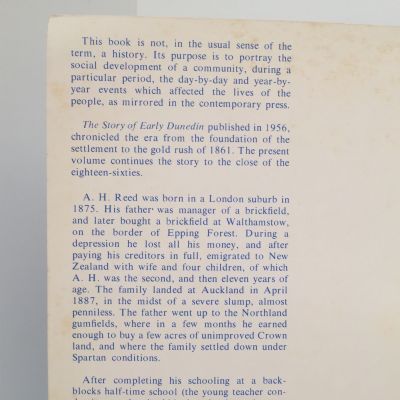 This book is not, in the usual sense of the
term, a history. Its purpose is to portray the
social development of a community, during a
particular period, the day-by-day and year-by-
year events which affected the lives of the
people, as mirrored in the contemporary press.
The Story of Early Dunedin published in 1956,
chronicled the era from the foundation of the
settlement to the gold rush of 1861. The present
volume continues the story to the close of the
eighteen-sixties.
A. H. Reed was born in a London suburb in
1875. His father was manager of a brickfield,
and later bought a brickfield at Walthamstow,
on the border of Epping Forest. During a
depression he lost all his money, and after
paying his creditors in full, emigrated to New
Zealand with wife and four children, of which
A. H. was the second, and then eleven years of
age. The family landed at Auckland in April
1887, in the midst of a severe slump, almost
penniless. The father went up to the Northland
gumfields, where in a few months he earned
enough to buy a few acres of unimproved Crown
land, and where the family settled down under
Spartan conditions.
After completing his schooling at a back-
blocks half-time school (the young teacher con-